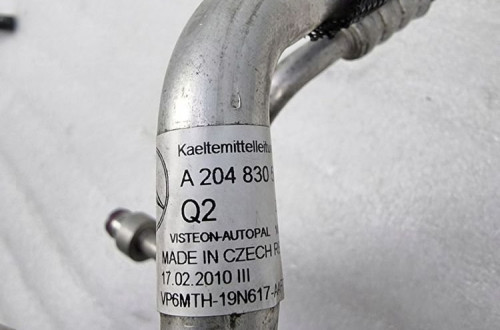 Kaeltemittelleitu
A 204 830
Q2
VISTEON-AUTOPAL
MADE IN CZECH R
17.02.2010 III
VP6MTH-19N617-A